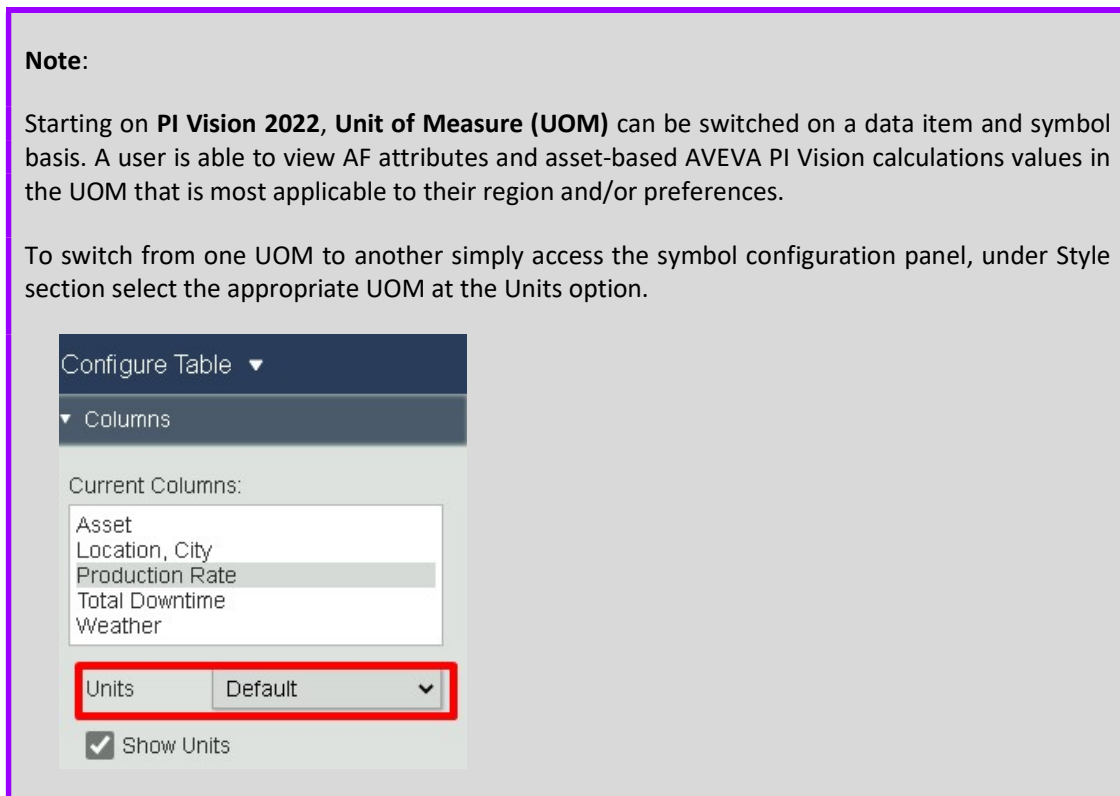 Note:
Starting on PI Vision 2022, Unit of Measure (UOM) can be switched on a data item and symbol
basis. A user is able to view AF attributes and asset-based AVEVA PI Vision calculations values in
the UOM that is most applicable to their region and/or preferences.
To switch from one UOM to another simply access the symbol configuration panel, under Style
section select the appropriate UOM at the Units option.
Configure Table
Columns
Current Columns:
Asset
Location, City
Production Rate
Total Downtime
Weather
Units Default
Show Units